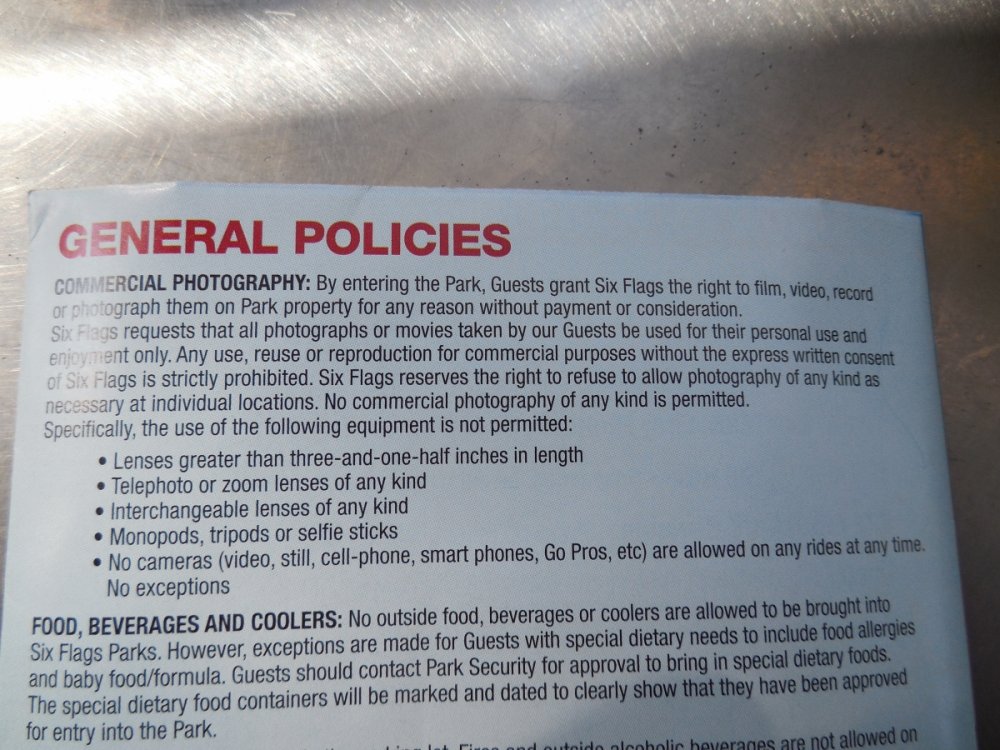 GENERAL POLICIES
COMMERCIAL PHOTOGRAPHY: By entering the Park, Guests grant Six Flags the right to film, video, record
or photograph them on Park property for any reason without payment or consideration.
Six Flags requests that all photographs or movies taken by our Guests be used for their personal use and
enjoyment only. Any use, reuse or reproduction for commercial purposes without the express written consent
of Six Flags is strictly prohibited. Six Flags reserves the right to refuse to allow photography of any kind as
necessary at individual locations. No commercial photography of any kind is permitted.
Specifically, the use of the following equipment is not permitted:
• Lenses greater than three-and-one-half inches in length
• Telephoto or zoom lenses of any kind
• Interchangeable lenses of any kind
• Monopods, tripods or selfie sticks
• No cameras (video, still, cell-phone, smart phones, Go Pros, etc) are allowed on any rides at any time.
No exceptions
FOOD, BEVERAGES AND COOLERS: No outside food, beverages or coolers are allowed to be brought into
Six Flags Parks. However, exceptions are made for Guests with special dietary needs to include food allergies
and baby food/formula. Guests should contact Park Security for approval to bring in special dietary foods.
The special dietary food containers will be marked and dated to clearly show that they have been approved
for entry into the Park.
lot. Fires and outside alcoholic beverages are not allowed on